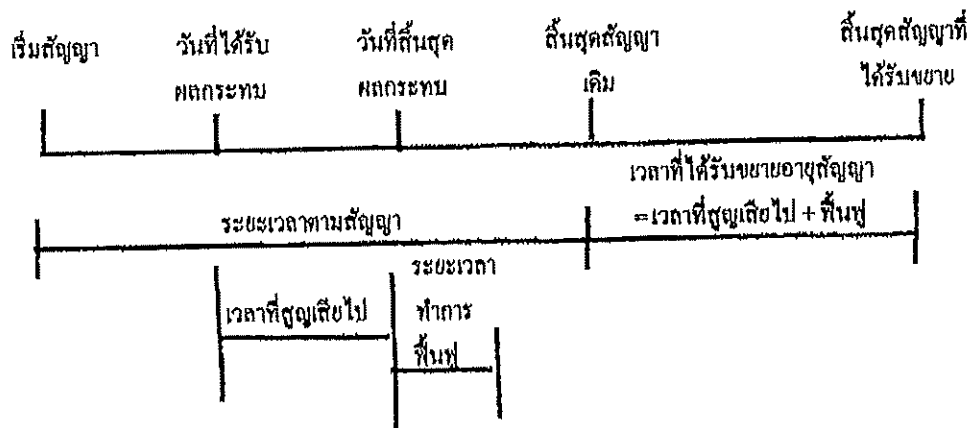 เริ่มสัญญา
วันที่ได้รับ
ผลกระทบ
วันที่สิ้นสุด
ผลกระทบ
สิ้นสุดสัญญา
เดิม
สิ้นสุดสัญญาที่
ได้รับขยาย
เวลาที่ได้รับขยายอายุสัญญา
=เวลาที่สูญเสียไป + ฟื้นฟู
ระยะเวลาตามสัญญา
เวลาที่สูญเสียไป
ระยะเวลา
ทำการ
ฟื้นฟู